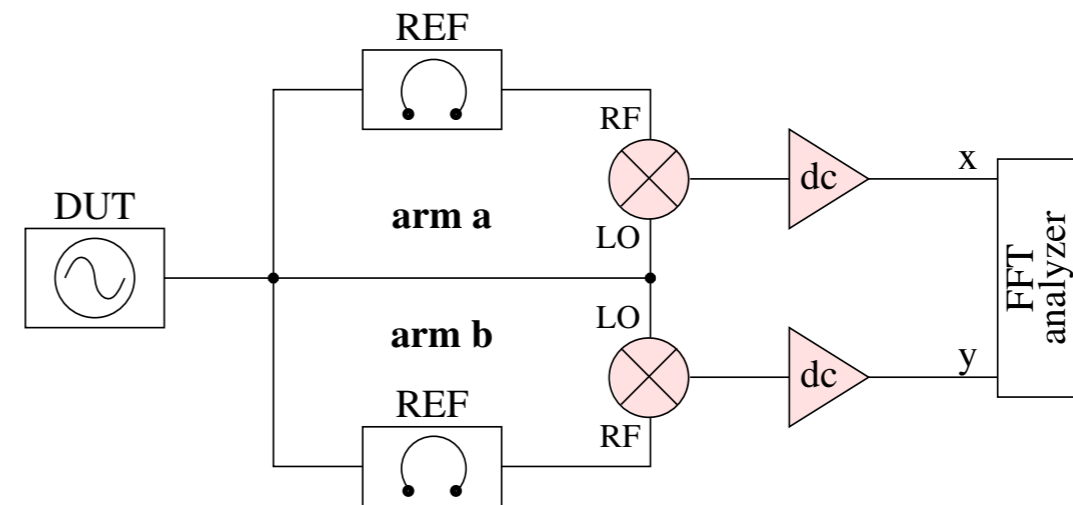 REF
RF
DUT
arm a
dc
x
LO
FFT
analyzer
LO
arm b
dc
y
REF
RF